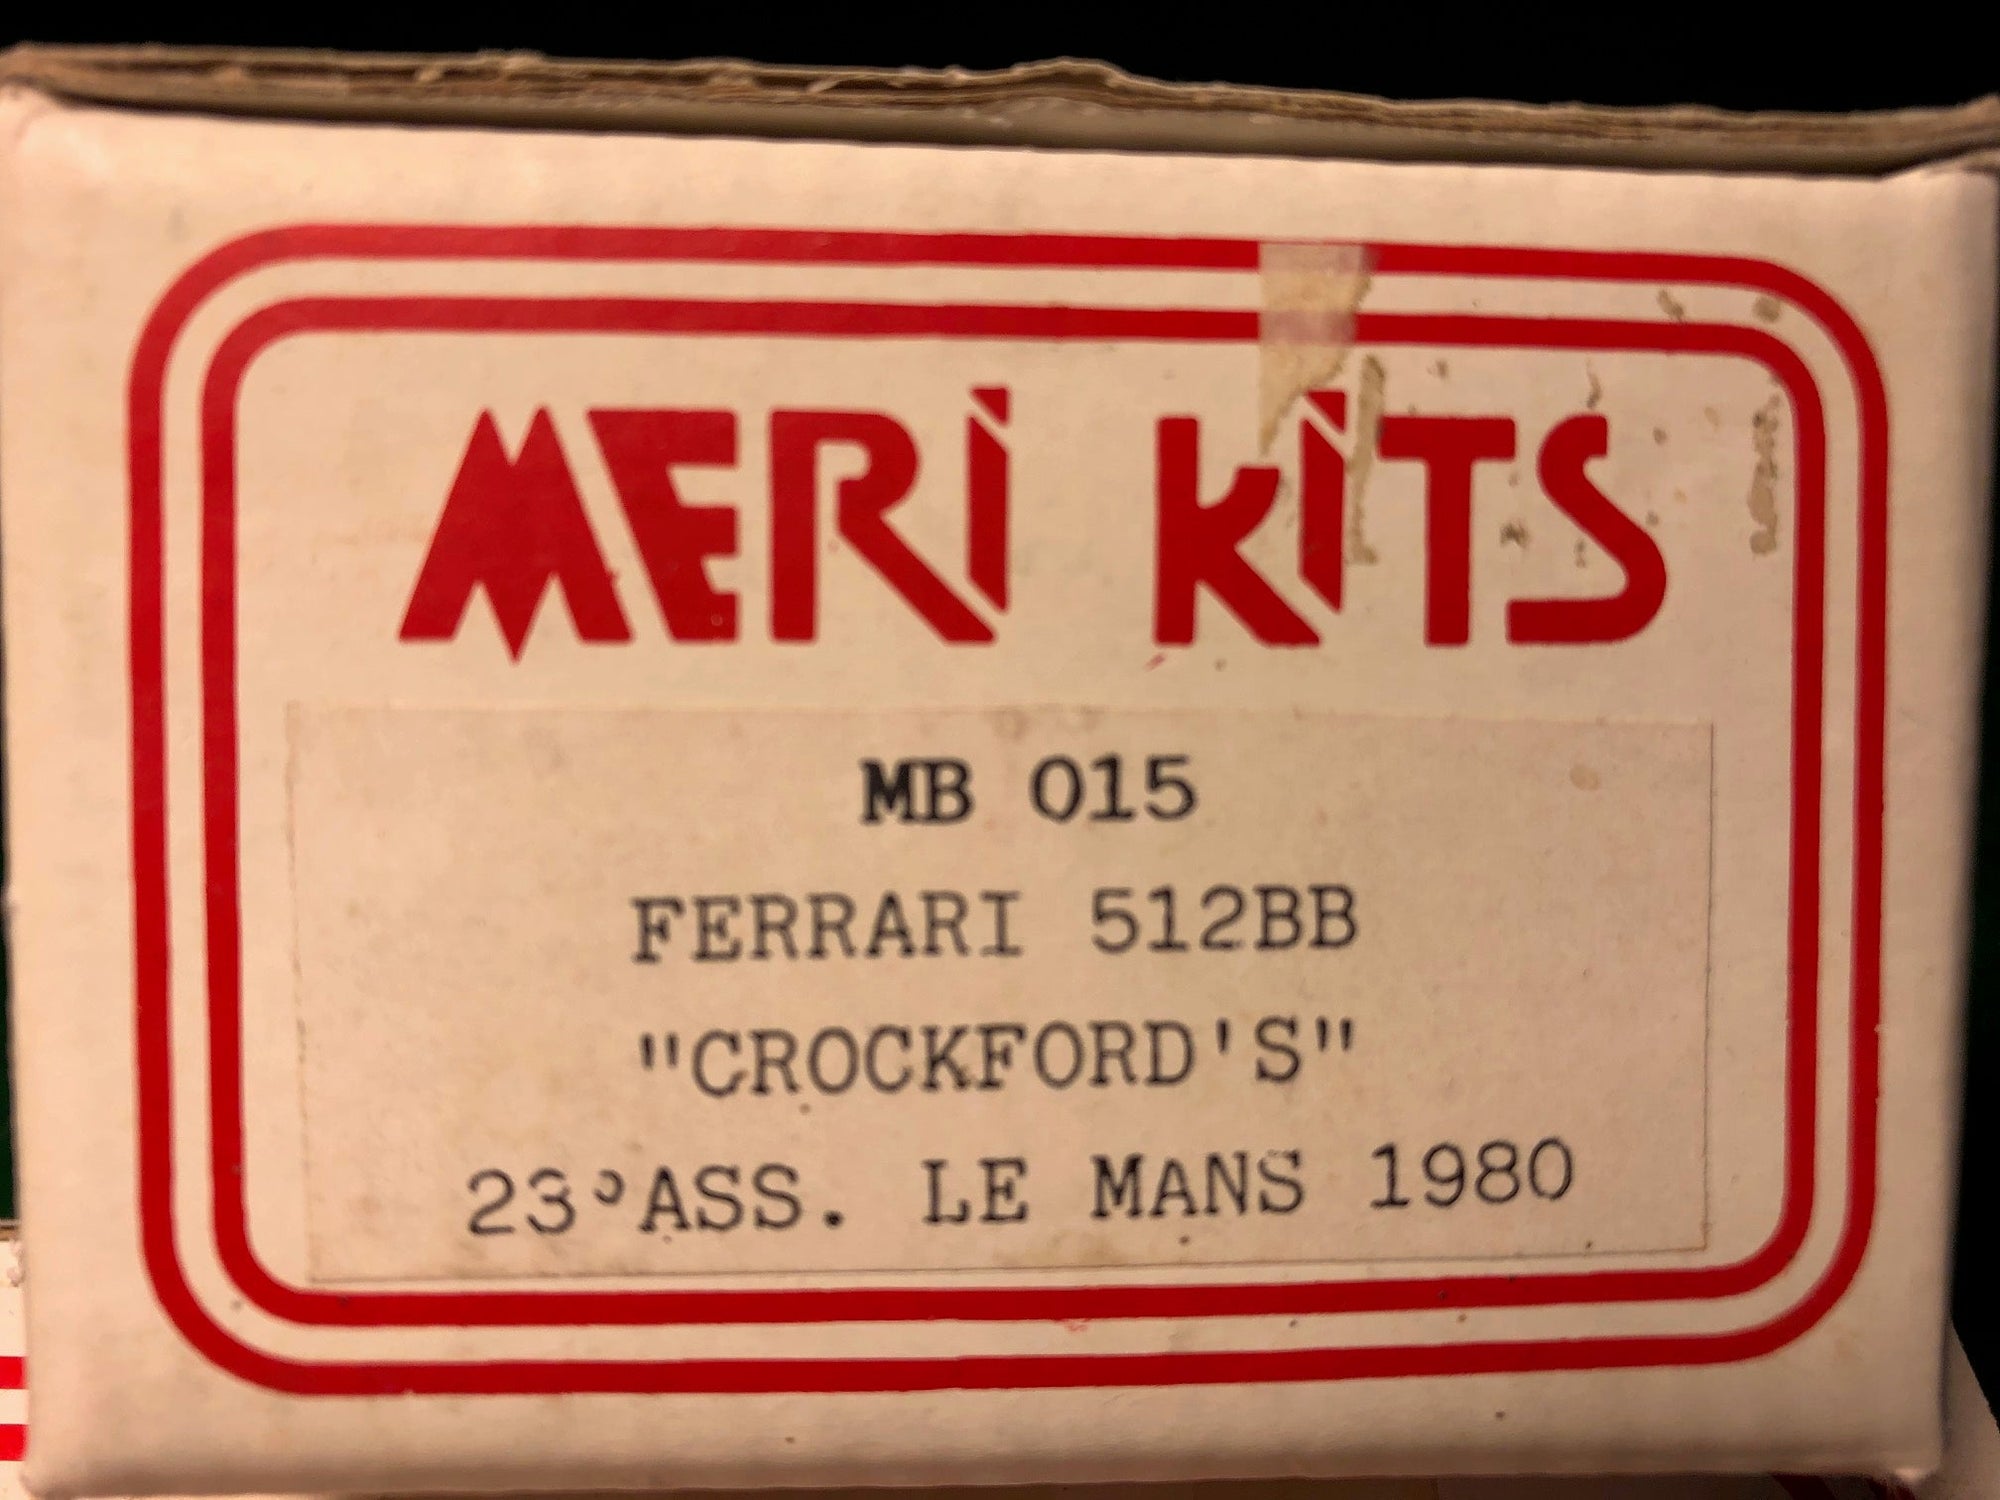 MERI KITS
MB 015
FERRARI 512BB
"CROCKFORD'S"
23°ASS. LE MANS 1980